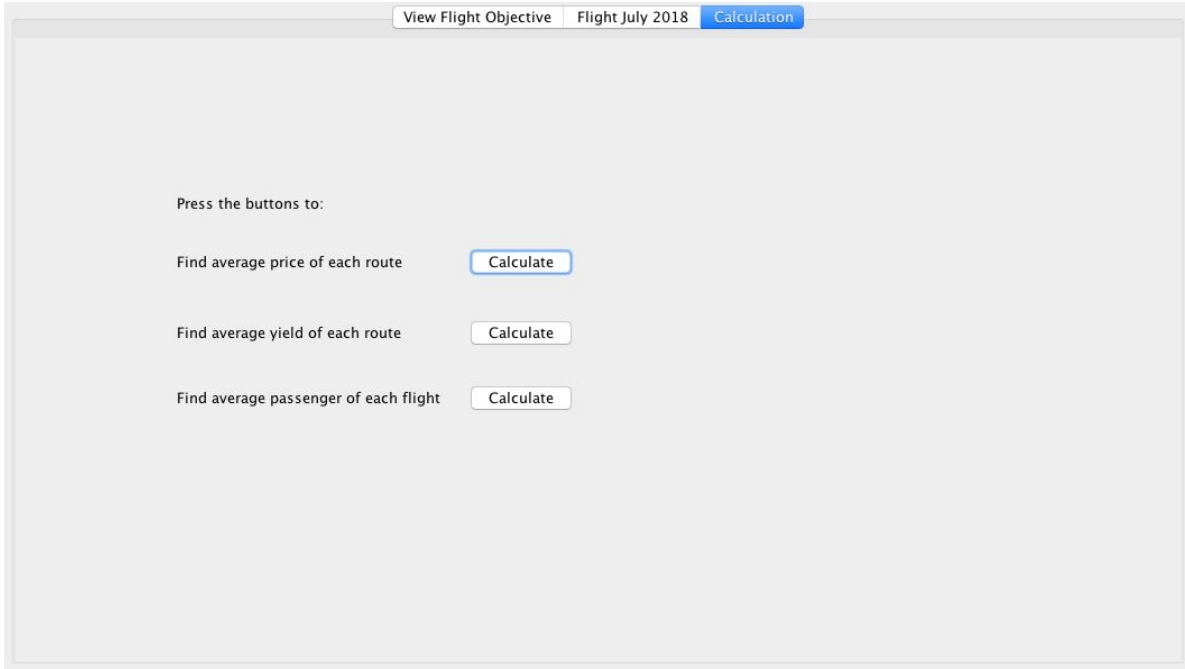 View Flight Objective Flight July 2018 Calculation
Press the buttons to:
Find average price of each route Calculate
Find average yield of each route Calculate
Find average passenger of each flight Calculate